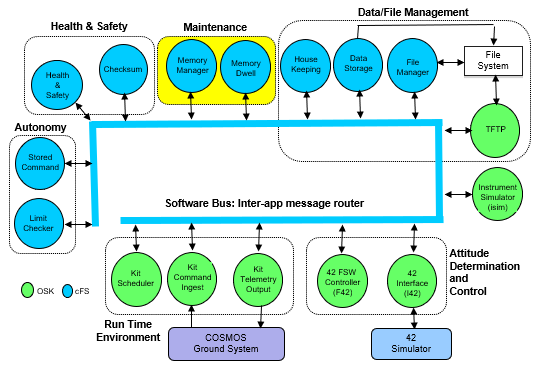 Data/File Management
Health & Safety
Maintenance
Health
&
Safety
Checksum
Memory
Manager
Memory
Dwell
House
Keeping
Data
Storage
File
Manager
File
System
TFTP
Autonomy
Stored
Command
Limit
Checker
Instrument
Simulator
(isim)
Software Bus: Inter-app message router
Kit
Scheduler
Kit
Command
Ingest
Kit
Telemetry
Output
42 FSW
Controller
(F42)
42
Interface
(I42)
Attitude
Determination
and
Control
OSK
cFS
Run Time
Environment
COSMOS
Ground System
42
Simulator